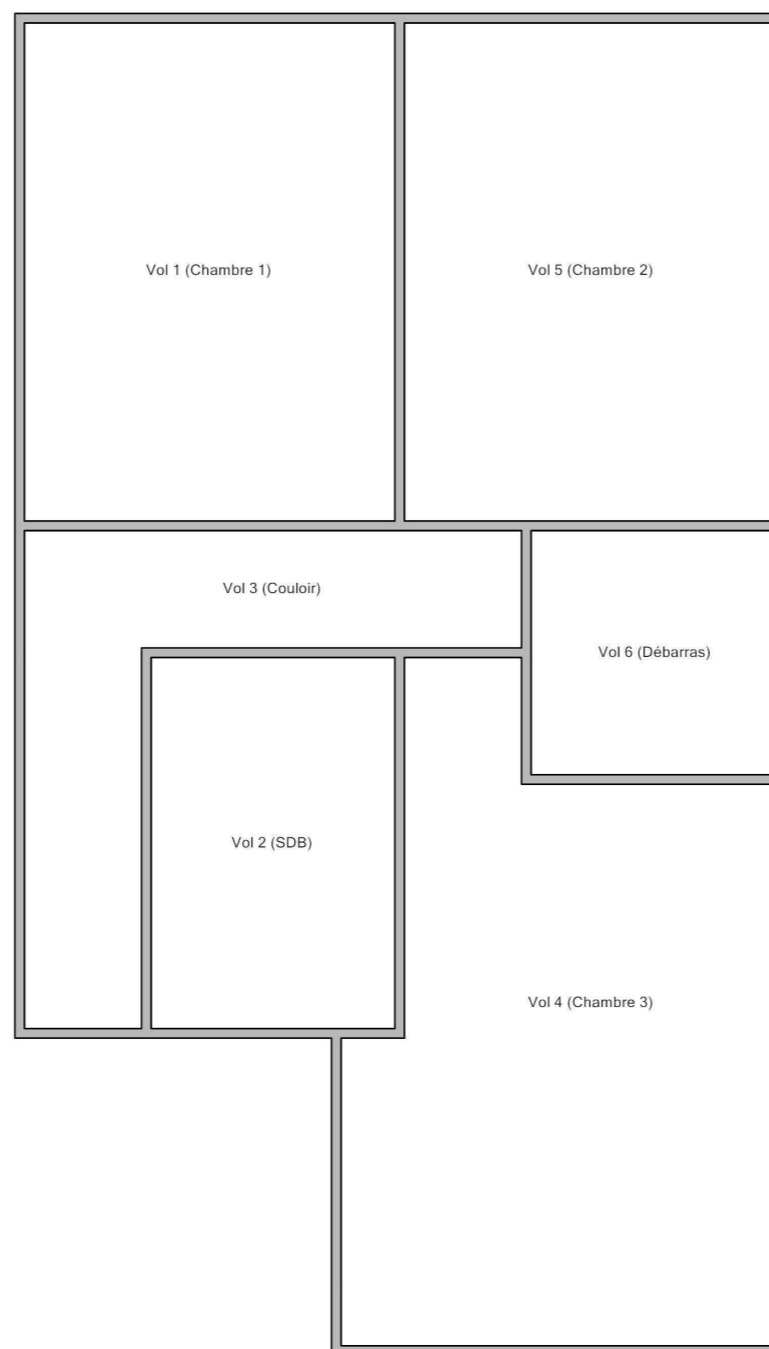 Vol 1 (Chambre 1)
Vol 5 (Chambre 2)
Vol 3 (Couloir)
Vol 6 (Débarras)
Vol 2 (SDB)
Vol 4 (Chambre 3)